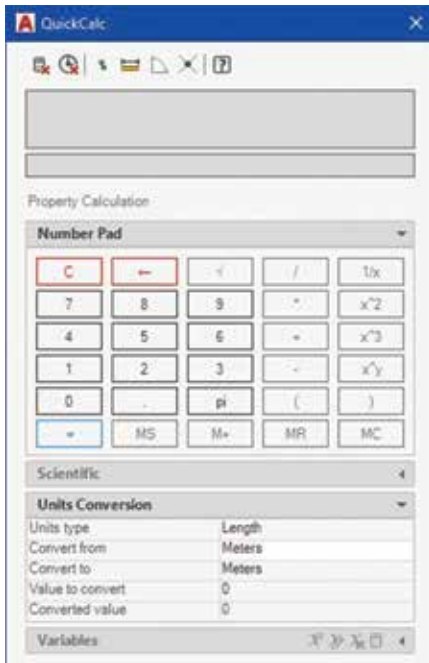 A QuickCalc
?
Property Calculation
Number Pad
C ← √ / 1/x
7 8 9 * x^2
4 5 6 + x^3
1 2 3 - x^y
0 . pi ( )
= MS M+ MR MC
Scientific
Units Conversion
Units type Length
Convert from Meters
Convert to Meters
Value to convert 0
Converted value 0
Variables